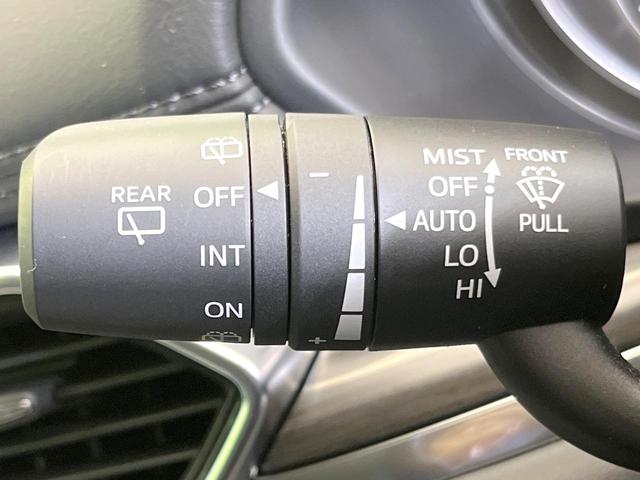 REAR
OFF
INT
ON
−
+
MIST
OFF
AUTO
LO
HI
FRONT
PULL